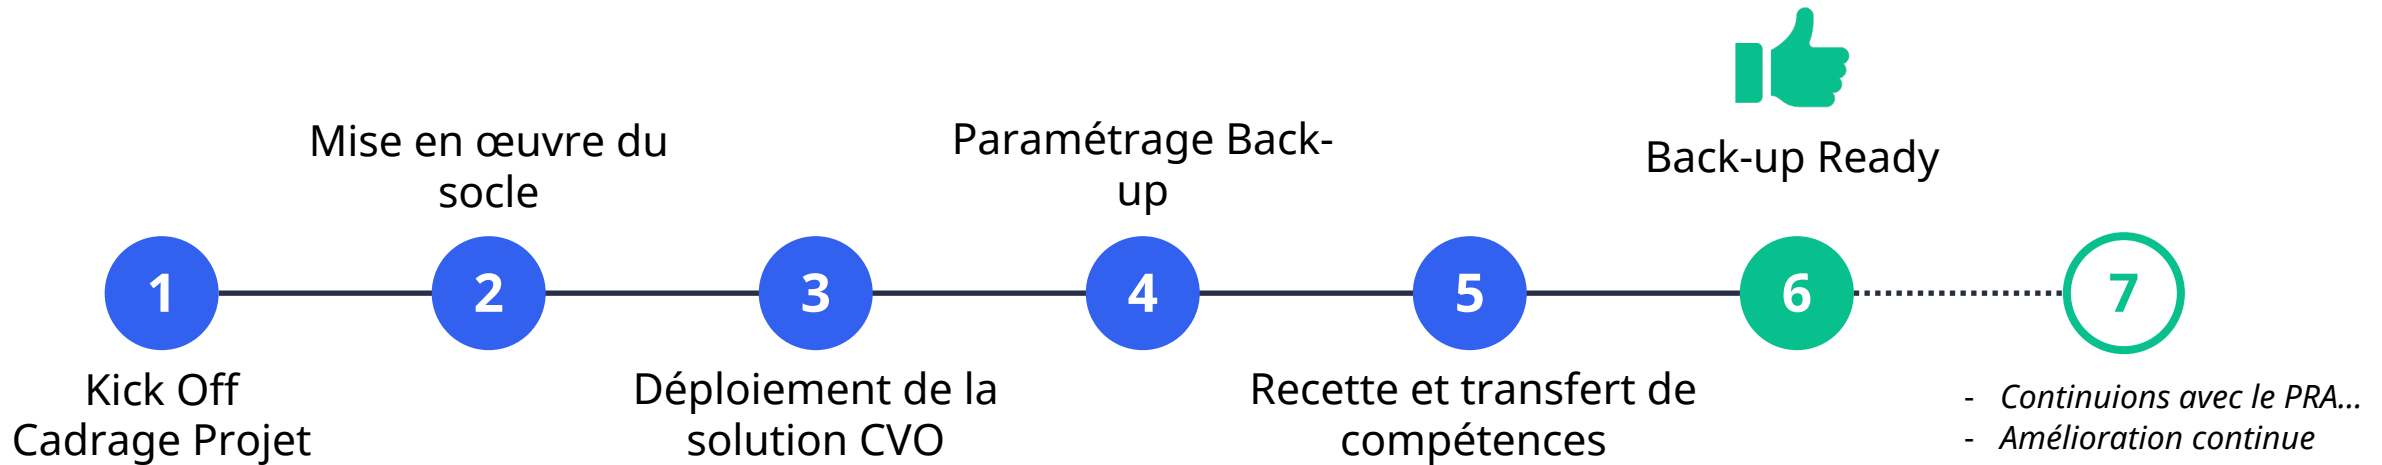 Mise en œuvre du
socle
Paramétrage Back-
up
Back-up Ready
1
2
3
4
5
6
7
Kick Off
Cadrage Projet
Déploiement de la
solution CVO
Recette et transfert de
compétences
- Continuions avec le PRA...
- Amélioration continue